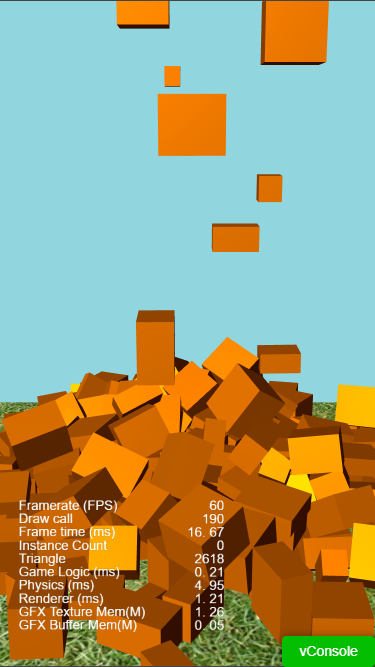 Framerate (FPS) 60
Draw call 190
Frame time (ms) 16.67
Instance Count 0
Triangle 2618
Game Logic (ms) 0.21
Physics (ms) 4.95
Renderer (ms) 1.21
GFX Texture Mem(M) 1.26
GFX Buffer Mem(M) 0.05
vConsole